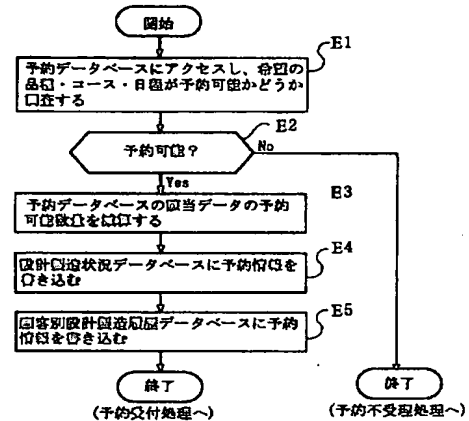 開始
E1
予約データベースにアクセスし、希望の
品種・コース・日程が予約可能かどうか
する
E2
予約可能?
No
Yes
E3
予約データベースの該当データの予約
可能数量を する
E4
設計製造状況データベースに予約情報を
書き込む
E5
顧客別設計製造履歴データベースに予約
情報を書き込む
終了
終了
(予約受付処理へ)
(予約不受理処理へ)